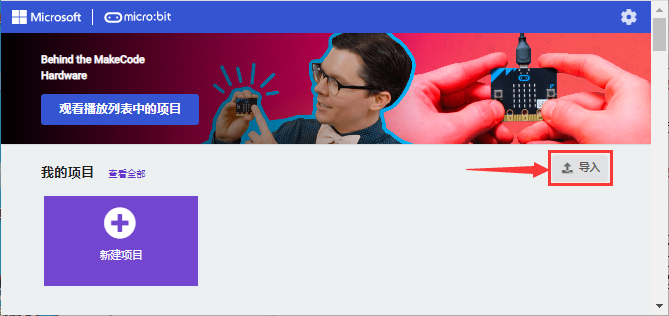 Microsoft micro:bit
Behind the MakeCode
Hardware
观看播放列表中的项目
我的项目 查看全部
导入
新建项目